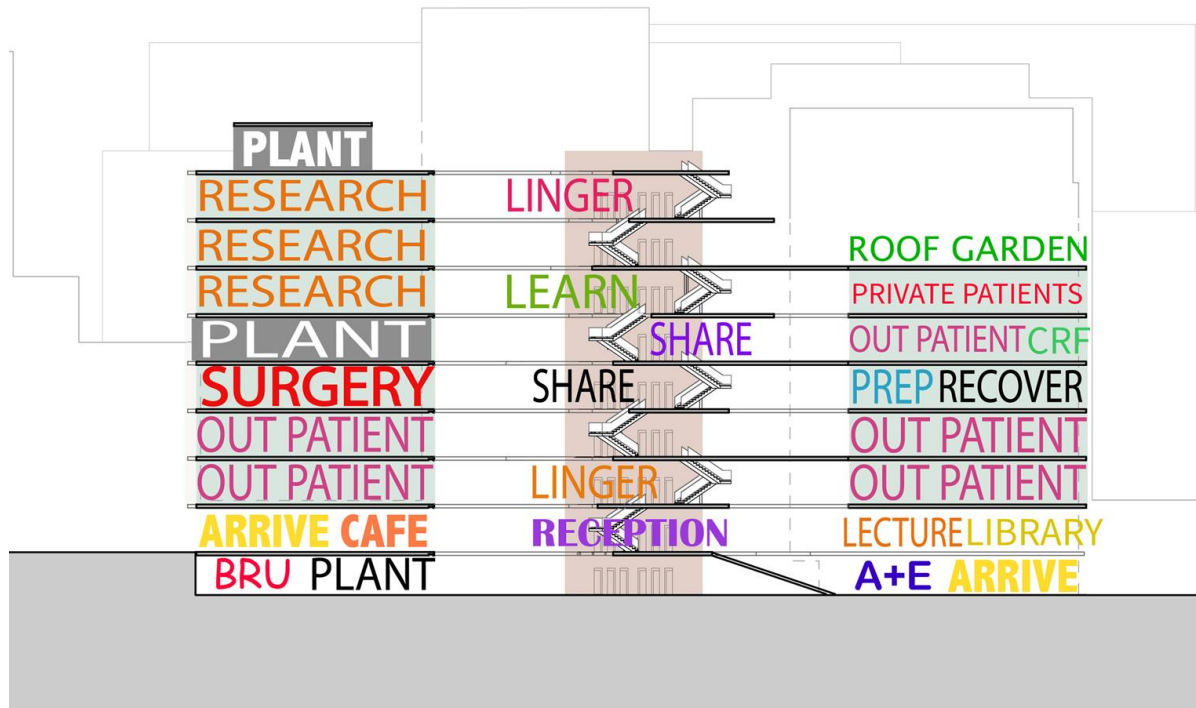 PLANT
RESEARCH LINGER
RESEARCH ROOF GARDEN
RESEARCH LEARN PRIVATE PATIENTS
PLANT SHARE OUT PATIENT CRF
SURGERY SHARE PREP RECOVER
OUT PATIENT OUT PATIENT
OUT PATIENT LINGER OUT PATIENT
ARRIVE CAFE RECEPTION LECTURE LIBRARY
BRU PLANT A+E ARRIVE